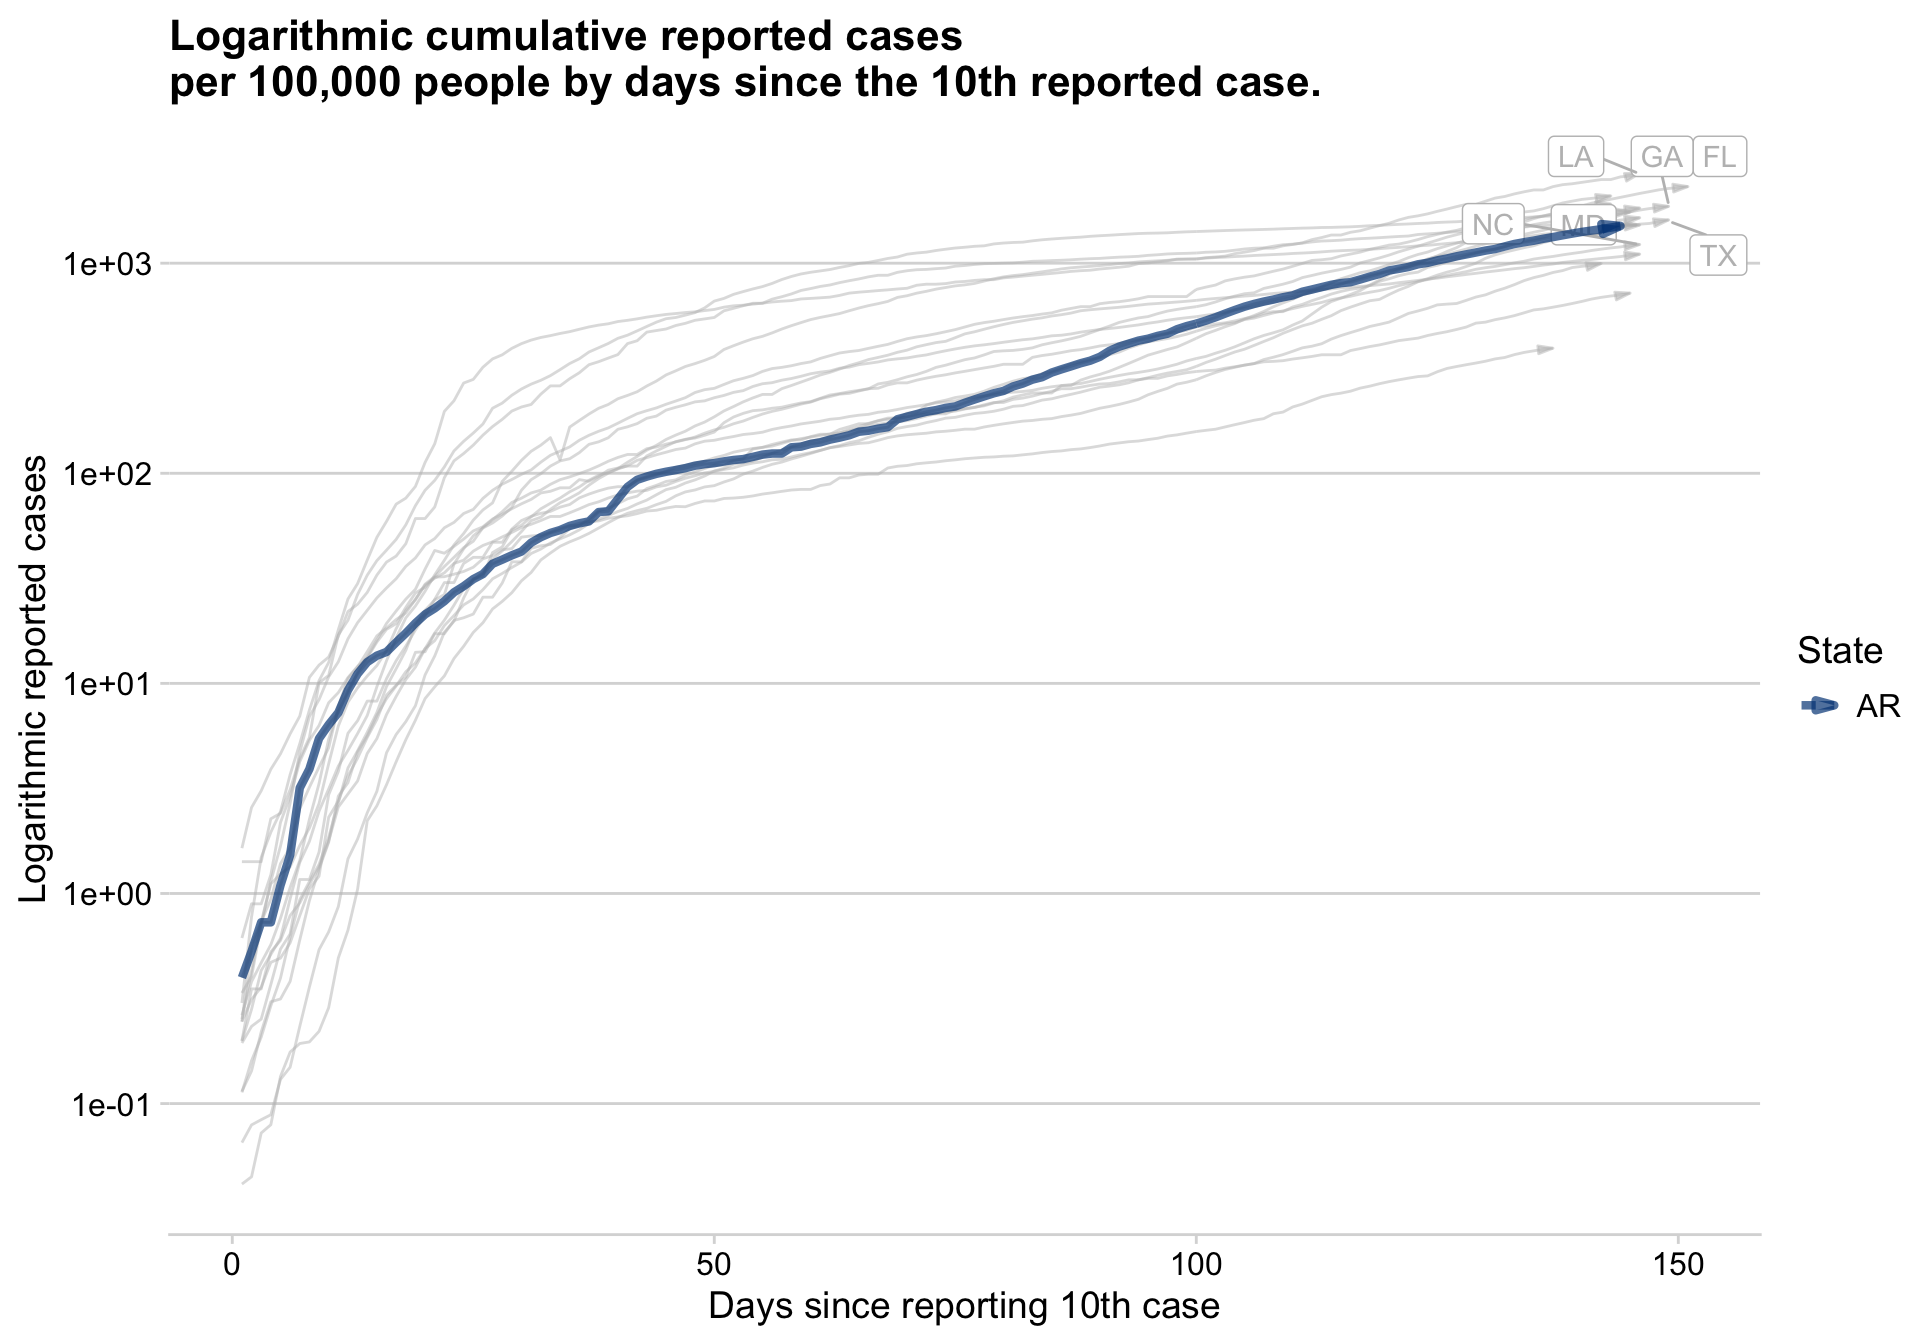 Logarithmic cumulative reported cases
per 100,000 people by days since the 10th reported case.
LA
GA
FL
NC
TX
1e+03
1e+02
1e+01
1e+00
1e-01
Logarithmic reported cases
State
AR
0
50
100
150
Days since reporting 10th case